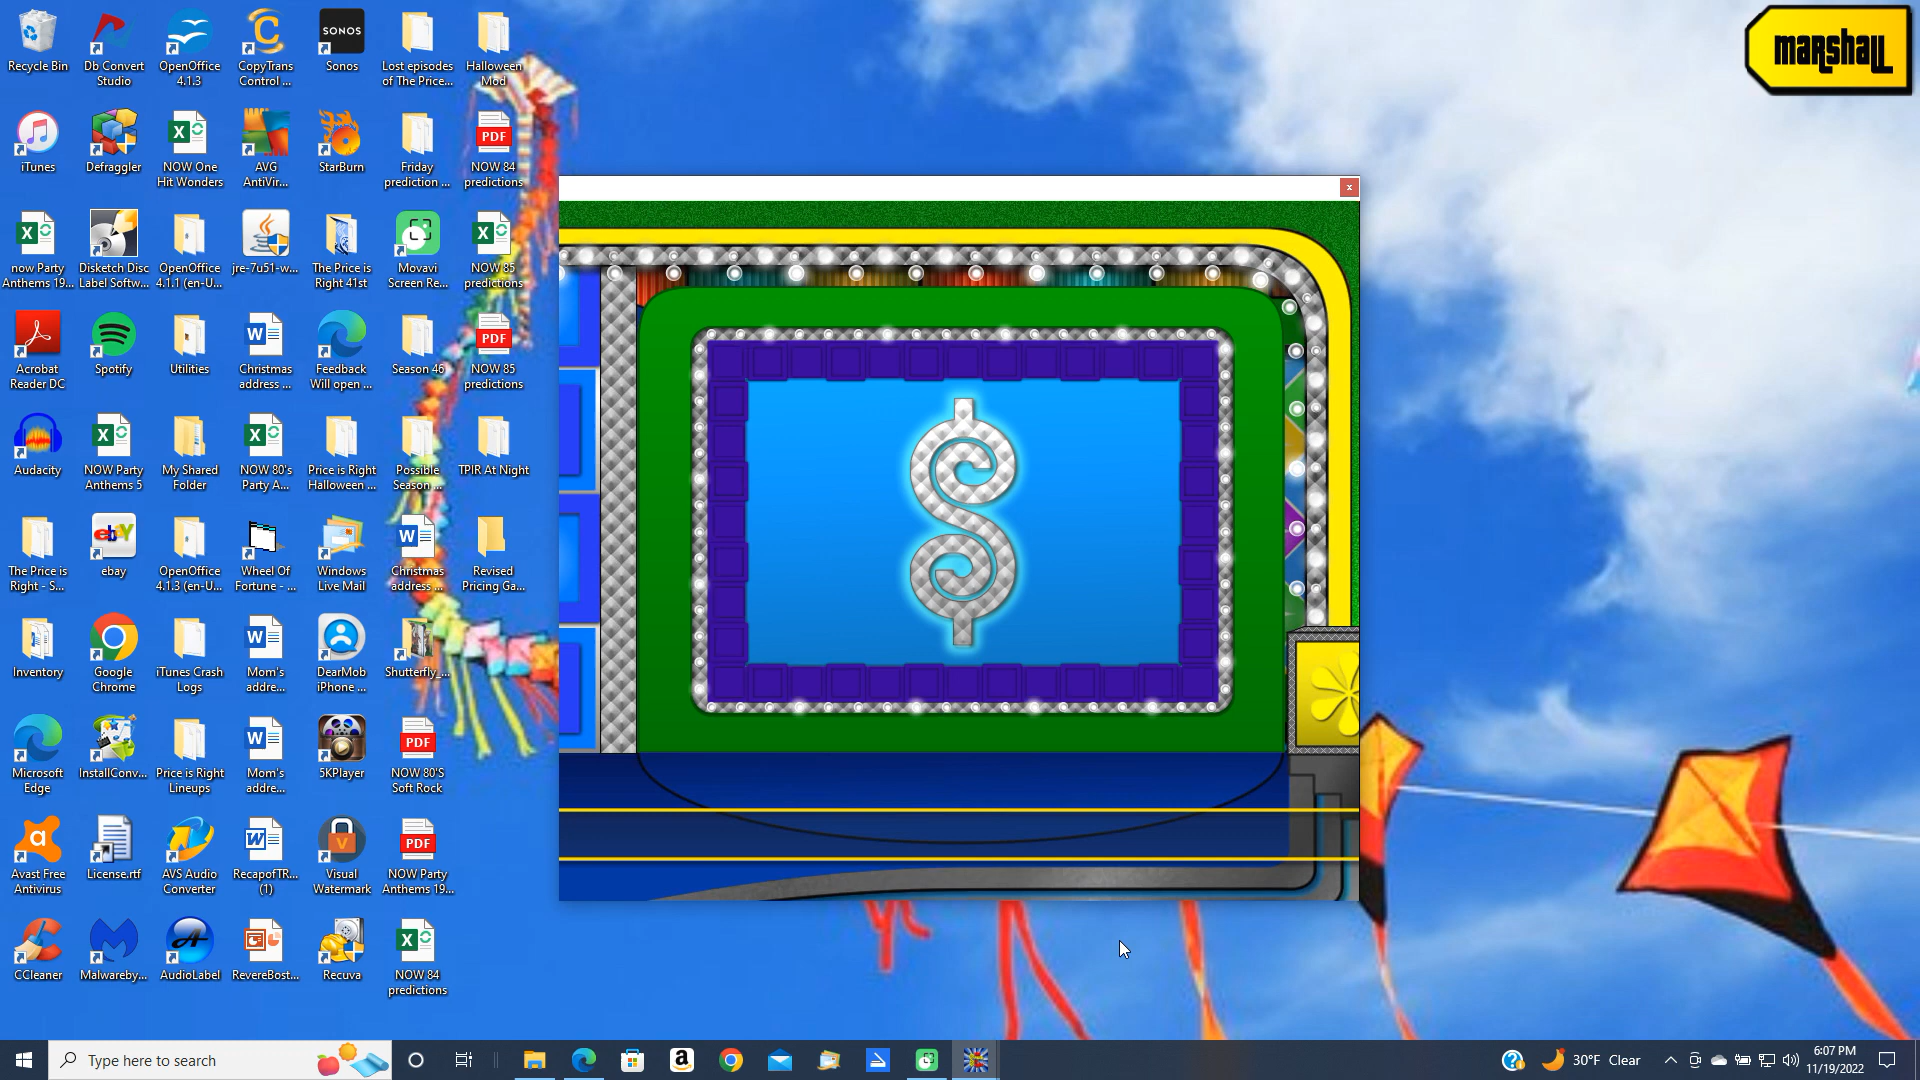 Recycle Bin
Db Convert
Studio
OpenOffice
4.1.3
CopyTrans
Control ...
SONOS
Sonos
Lost episodes
of The Price...
Halloween
Mod
marshall
iTunes
Defraggler
NOW One
Hit Wonders
AVG
AntiVir...
StarBurn
Friday
prediction ...
PDF
NOW 84
predictions
now Party
Anthems 19...
Disketch Disc
Label Softw...
OpenOffice
4.1.1 (en-U...
jre-7u51-w...
The Price is
Right 41st
Movavi
Screen Re...
NOW 85
predictions
Acrobat
Reader DC
Spotify
Utilities
Christmas
address ...
Feedback
Will open ...
Season 46
PDF
NOW 85
predictions
Audacity
NOW Party
Anthems 5
My Shared
Folder
NOW 80's
Party A...
Price is Right
Halloween ...
Possible
Season ...
TPIR At Night
The Price is
Right - S...
ebay
ebay
OpenOffice
4.1.3 (en-U...
Wheel Of
Fortune - ...
Windows
Live Mail
Christmas
address ...
Revised
Pricing Ga...
Inventory
Google
Chrome
iTunes Crash
Logs
Mom's
addre...
DearMob
iPhone ...
Shutterfly_...
Microsoft
Edge
InstallConv...
Price is Right
Lineups
Mom's
addre...
5KPlayer
PDF
NOW 80'S
Soft Rock
Avast Free
Antivirus
License.rtf
AVS Audio
Converter
RecapofTR...
(1)
Visual
Watermark
PDF
NOW Party
Anthems 19...
CCleaner
Malwareby...
AudioLabel
RevereBost...
Recuva
NOW 84
predictions
Type here to search
30°F Clear
6:07 PM
11/19/2022